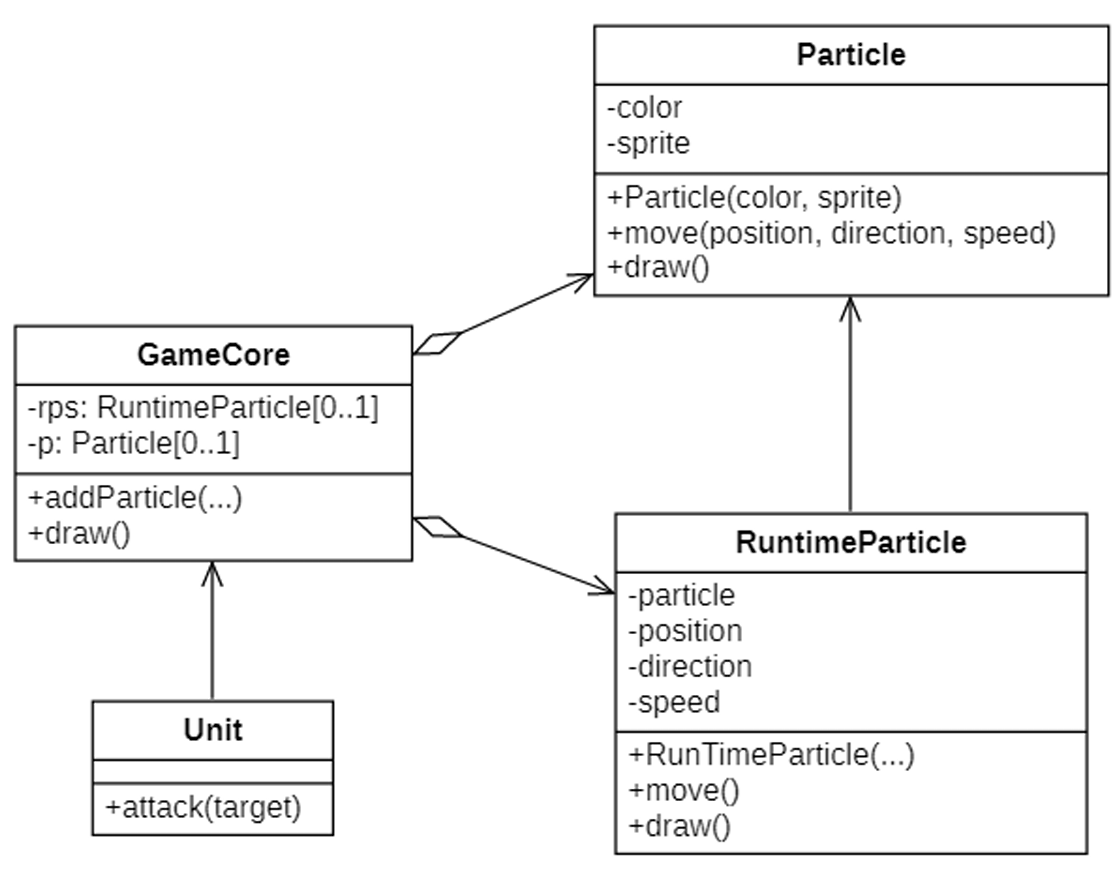 Particle
-color
-sprite
+Particle(color, sprite)
+move(position, direction, speed)
+draw()
GameCore
-rps: RuntimeParticle[0..1]
-p: Particle[0..1]
+addParticle(...)
+draw()
RuntimeParticle
-particle
-position
-direction
-speed
+RunTimeParticle(...)
+move()
+draw()
Unit
+attack(target)